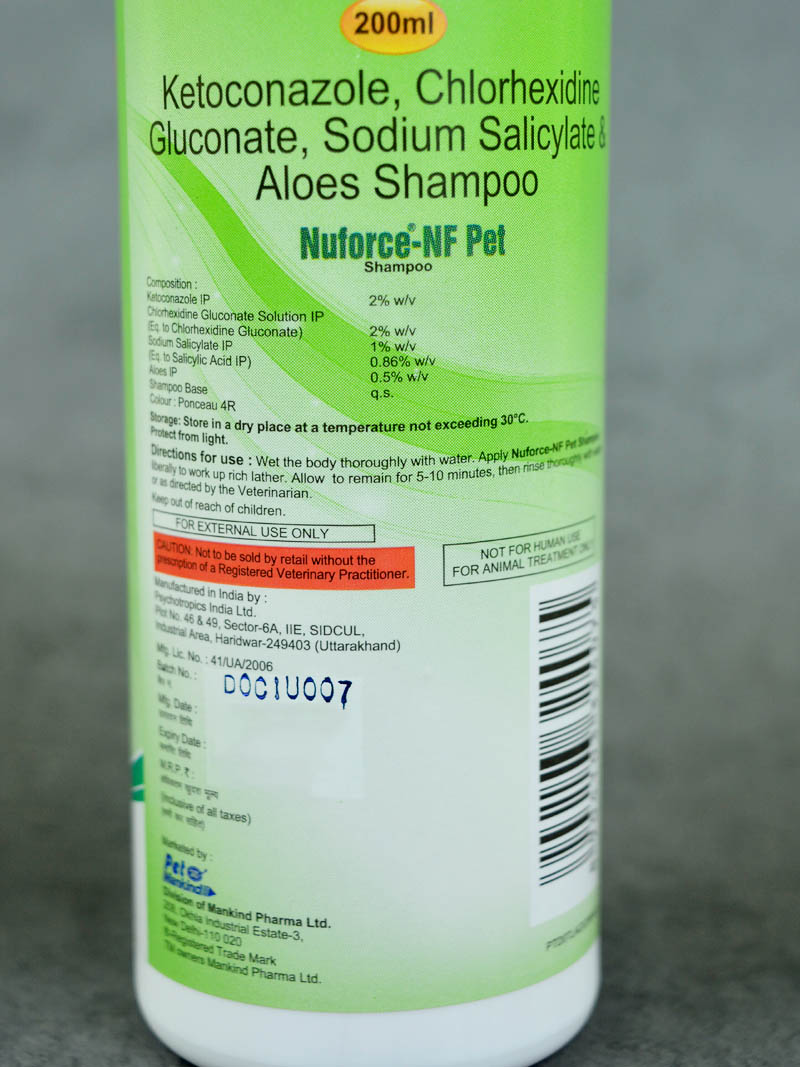 200ml
Ketoconazole, Chlorhexidine
Gluconate, Sodium Salicylate &
Aloes Shampoo
Nuforce®-NF Pet
Shampoo
Composition :
Ketoconazole IP 2% w/v
Chlorhexidine Gluconate Solution IP
(Eq. to Chlorhexidine Gluconate) 2% w/v
Sodium Salicylate IP 1% w/v
(Eq. to Salicylic Acid IP) 0.86% w/v
Aloes IP 0.5% w/v
Shampoo Base q.s.
Colour : Ponceau 4R
Storage: Store in a dry place at a temperature not exceeding 30°C.
Protect from light.
Directions for use : Wet the body thoroughly with water. Apply Nuforce-NF Pet Shampoo
liberally to work up rich lather. Allow to remain for 5-10 minutes, then rinse thoroughly with
or as directed by the Veterinarian.
Keep out of reach of children.
FOR EXTERNAL USE ONLY
CAUTION: Not to be sold by retail without the
prescription of a Registered Veterinary Practitioner.
NOT FOR HUMAN USE
FOR ANIMAL TREATMENT ONLY
Manufactured in India by :
Psychotropics India Ltd.
Plot No. 46 & 49, Sector-6A, IIE, SIDCUL,
Industrial Area, Haridwar-249403 (Uttarakhand)
Mfg. Lic. No. : 41/UA/2006
Batch No. : DOC1U007
बैच नं.
Mfg. Date :
Expiry Date :
M.R.P. ₹ :
अधिकतम खुदरा मूल्य
(Inclusive of all taxes)
(सभी कर सहित)
Marketed by :
Pet
Mankind
Division of Mankind Pharma Ltd.
208, Okhla Industrial Estate-3,
New Delhi-110 020
®-Registered Trade Mark
TM owners Mankind Pharma Ltd.